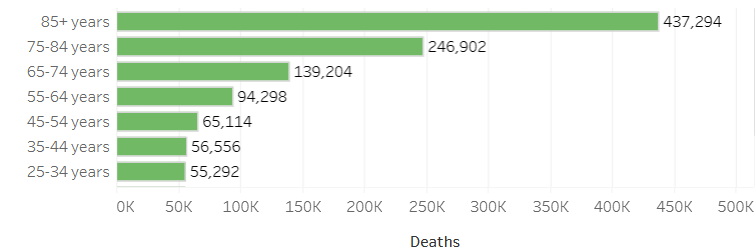 85+ years 437,294
75-84 years 246,902
65-74 years 139,204
55-64 years 94,298
45-54 years 65,114
35-44 years 56,556
25-34 years 55,292
0K 50K 100K 150K 200K 250K 300K 350K 400K 450K 500K
Deaths